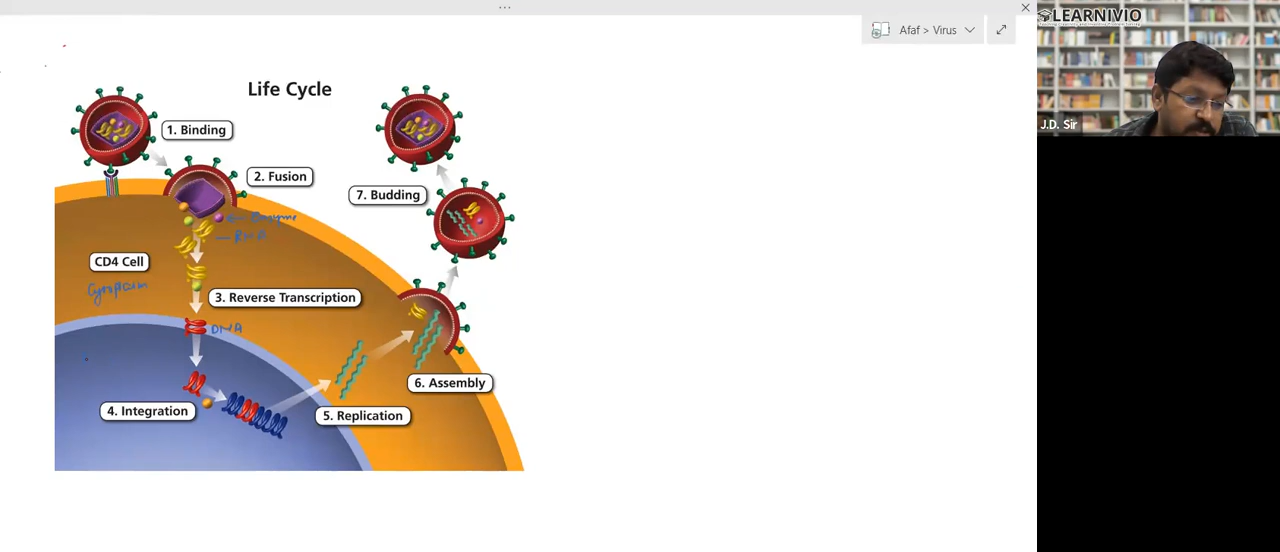 Afaf > Virus
LEARNIVIO
J.D. Sir
Life Cycle
1. Binding
2. Fusion
7. Budding
Enzyme
RNA
CD4 Cell
Cytoplasm
3. Reverse Transcription
DNA
6. Assembly
4. Integration
5. Replication